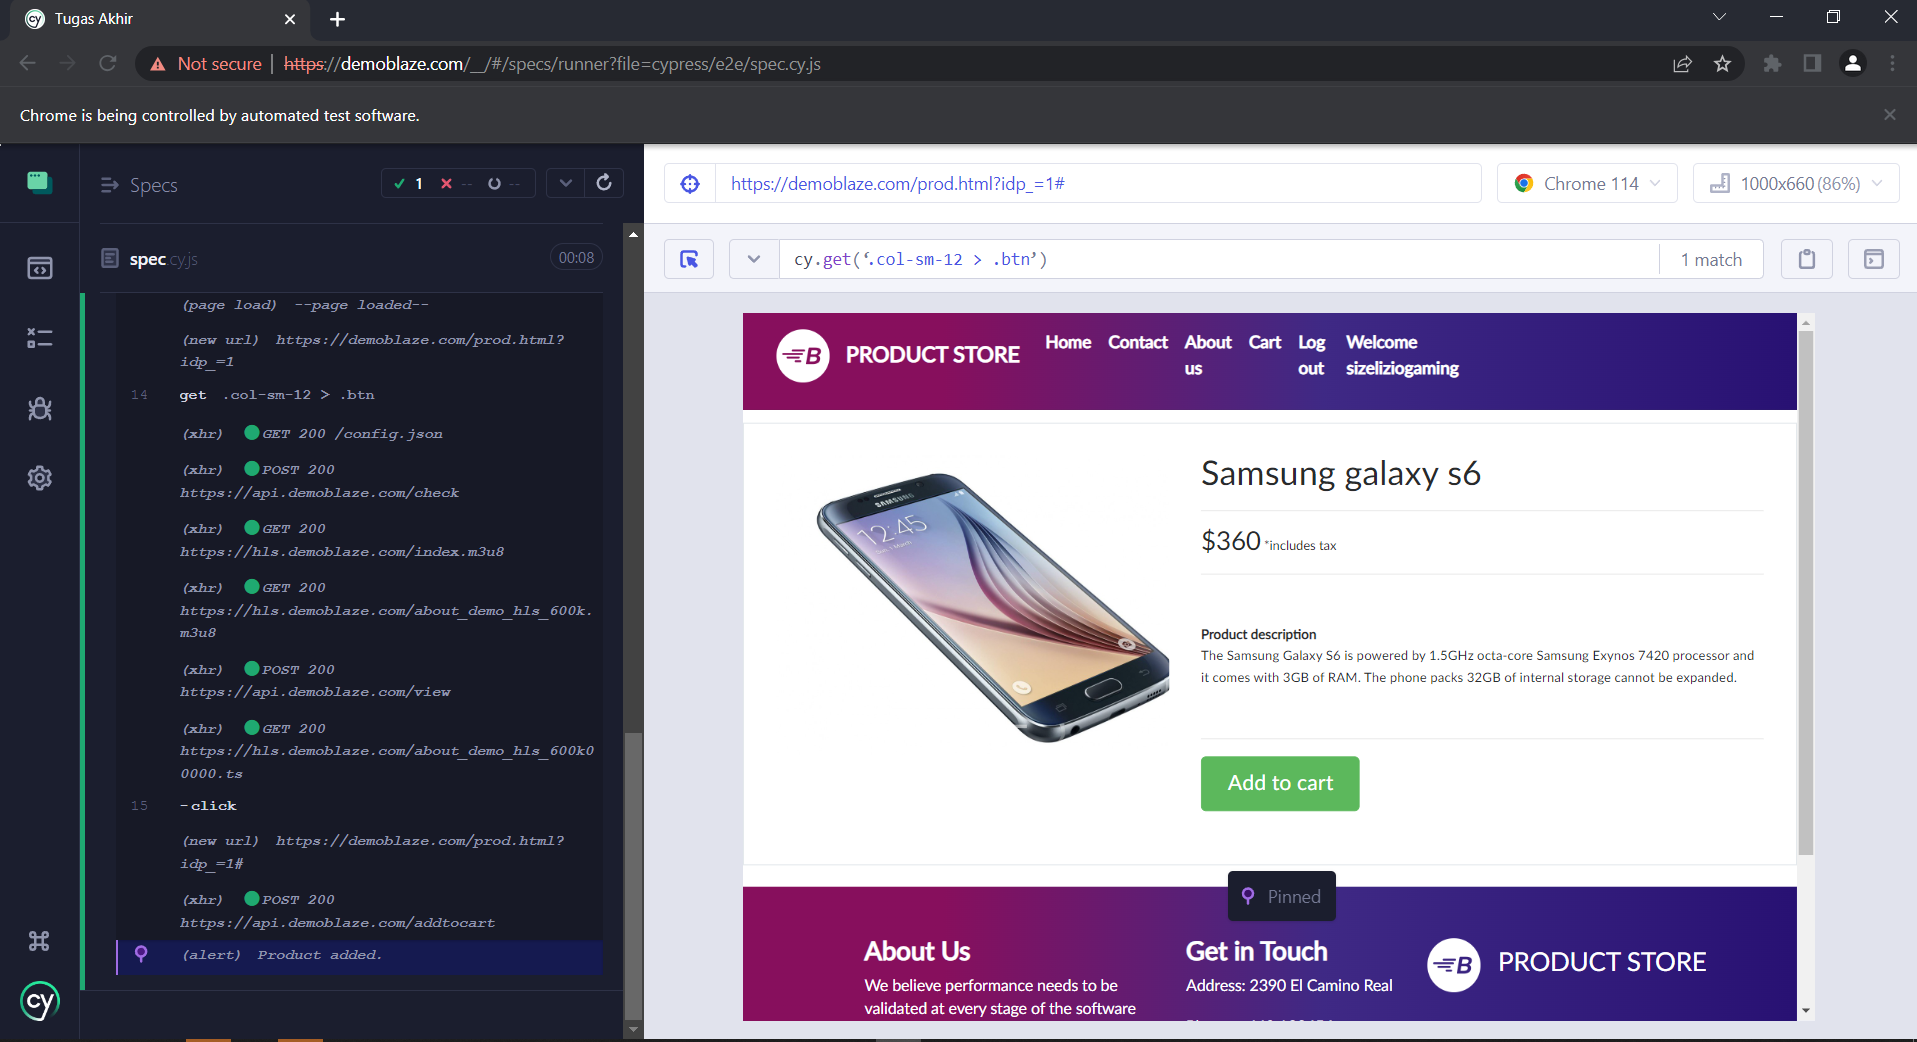 Tugas Akhir
Not secure | https://demoblaze.com/__/#/specs/runner?file=cypress/e2e/spec.cy.js
Chrome is being controlled by automated test software.
Specs
1 -- --
spec.cy.js
00:08
(page load) --page loaded--
(new url) https://demoblaze.com/prod.html?
idp_=1
14 get .col-sm-12 > .btn
(xhr) GET 200 /config.json
(xhr) POST 200
https://api.demoblaze.com/check
(xhr) GET 200
https://hls.demoblaze.com/index.m3u8
(xhr) GET 200
https://hls.demoblaze.com/about_demo_hls_600k.
m3u8
(xhr) POST 200
https://api.demoblaze.com/view
(xhr) GET 200
https://hls.demoblaze.com/about_demo_hls_600k0
0000.ts
15 -click
(new url) https://demoblaze.com/prod.html?
idp_=1#
(xhr) POST 200
https://api.demoblaze.com/addtocart
(alert) Product added.
cy
https://demoblaze.com/prod.html?idp_=1#
Chrome 114
1000x660 (86%)
cy.get(‘.col-sm-12 > .btn’)
1 match
B PRODUCT STORE
Home
Contact
About
us
Cart
Log
out
Welcome
sizeliziogaming
SAMSUNG
12:45
Samsung galaxy s6
$360 *includes tax
Product description
The Samsung Galaxy S6 is powered by 1.5GHz octa-core Samsung Exynos 7420 processor and
it comes with 3GB of RAM. The phone packs 32GB of internal storage cannot be expanded.
Add to cart
Pinned
About Us
We believe performance needs to be
validated at every stage of the software
Get in Touch
Address: 2390 El Camino Real
B PRODUCT STORE